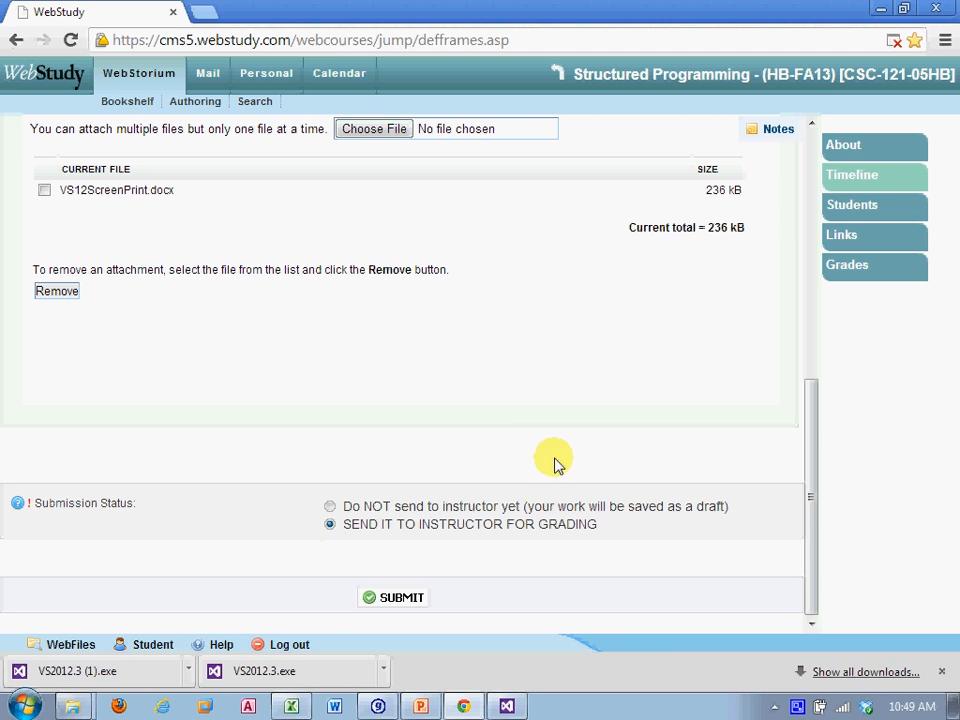 WebStudy
https://cms5.webstudy.com/webcourses/jump/defframes.asp
WebStudy WebStorium Mail Personal Calendar Structured Programming - (HB-FA13) [CSC-121-05HB]
Bookshelf Authoring Search
You can attach multiple files but only one file at a time. Choose File No file chosen Notes
About
CURRENT FILE SIZE
Timeline
VS12ScreenPrint.docx 236 kB
Students
Current total = 236 kB
Links
Grades
To remove an attachment, select the file from the list and click the Remove button.
Remove
? ! Submission Status: Do NOT send to instructor yet (your work will be saved as a draft)
SEND IT TO INSTRUCTOR FOR GRADING
SUBMIT
WebFiles Student ? Help Log out
VS2012.3 (1).exe VS2012.3.exe Show all downloads...
10:49 AM